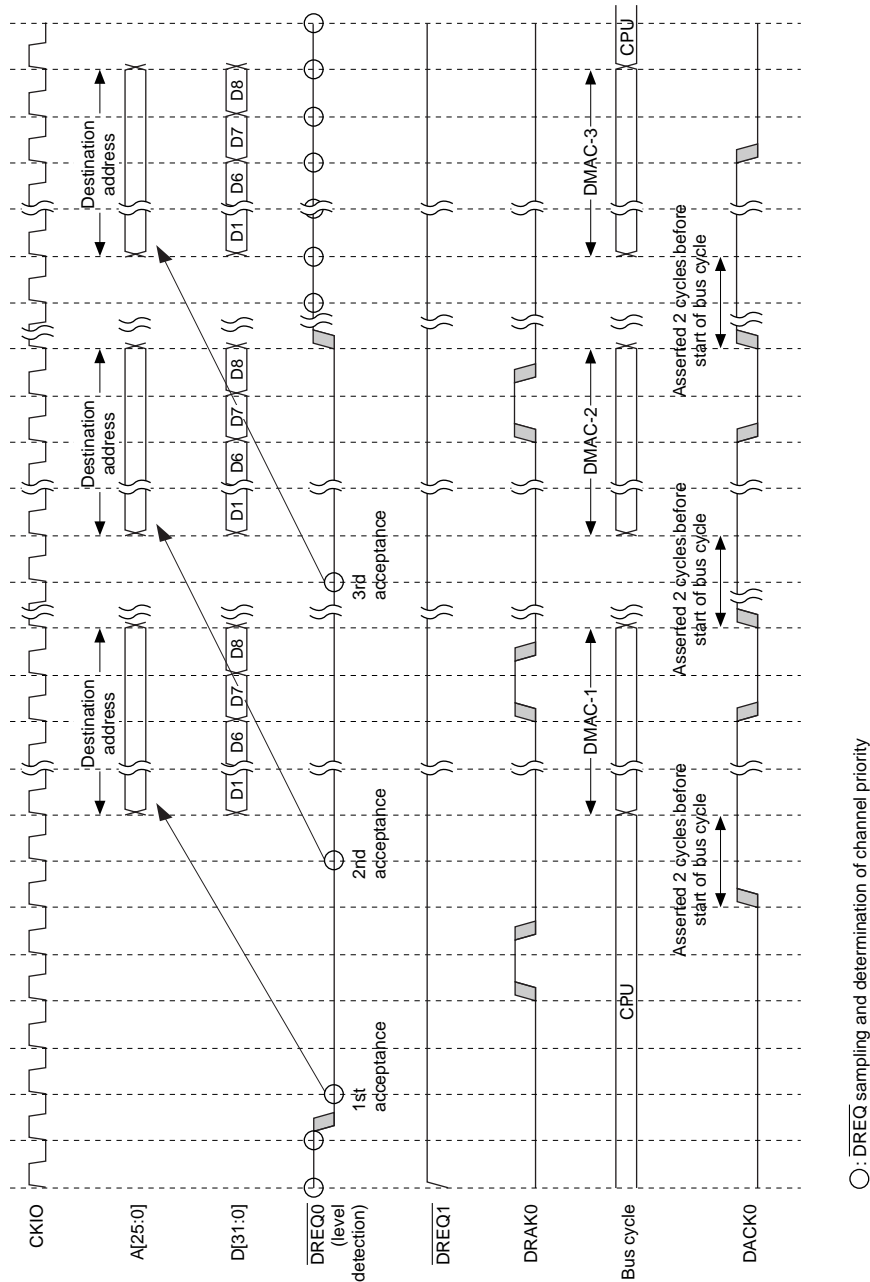 CKIO
A[25:0]
Destination
address
Destination
address
Destination
address
D[31:0]
D1
D6
D7
D8
D1
D6
D7
D8
D1
D6
D7
D8
DREQ0
(level
detection)
1st
acceptance
2nd
acceptance
3rd
acceptance
DREQ1
DRAK0
Bus cycle
CPU
DMAC-1
DMAC-2
DMAC-3
CPU
Asserted 2 cycles before
start of bus cycle
Asserted 2 cycles before
start of bus cycle
Asserted 2 cycles before
start of bus cycle
DACK0
: DREQ sampling and determination of channel priority